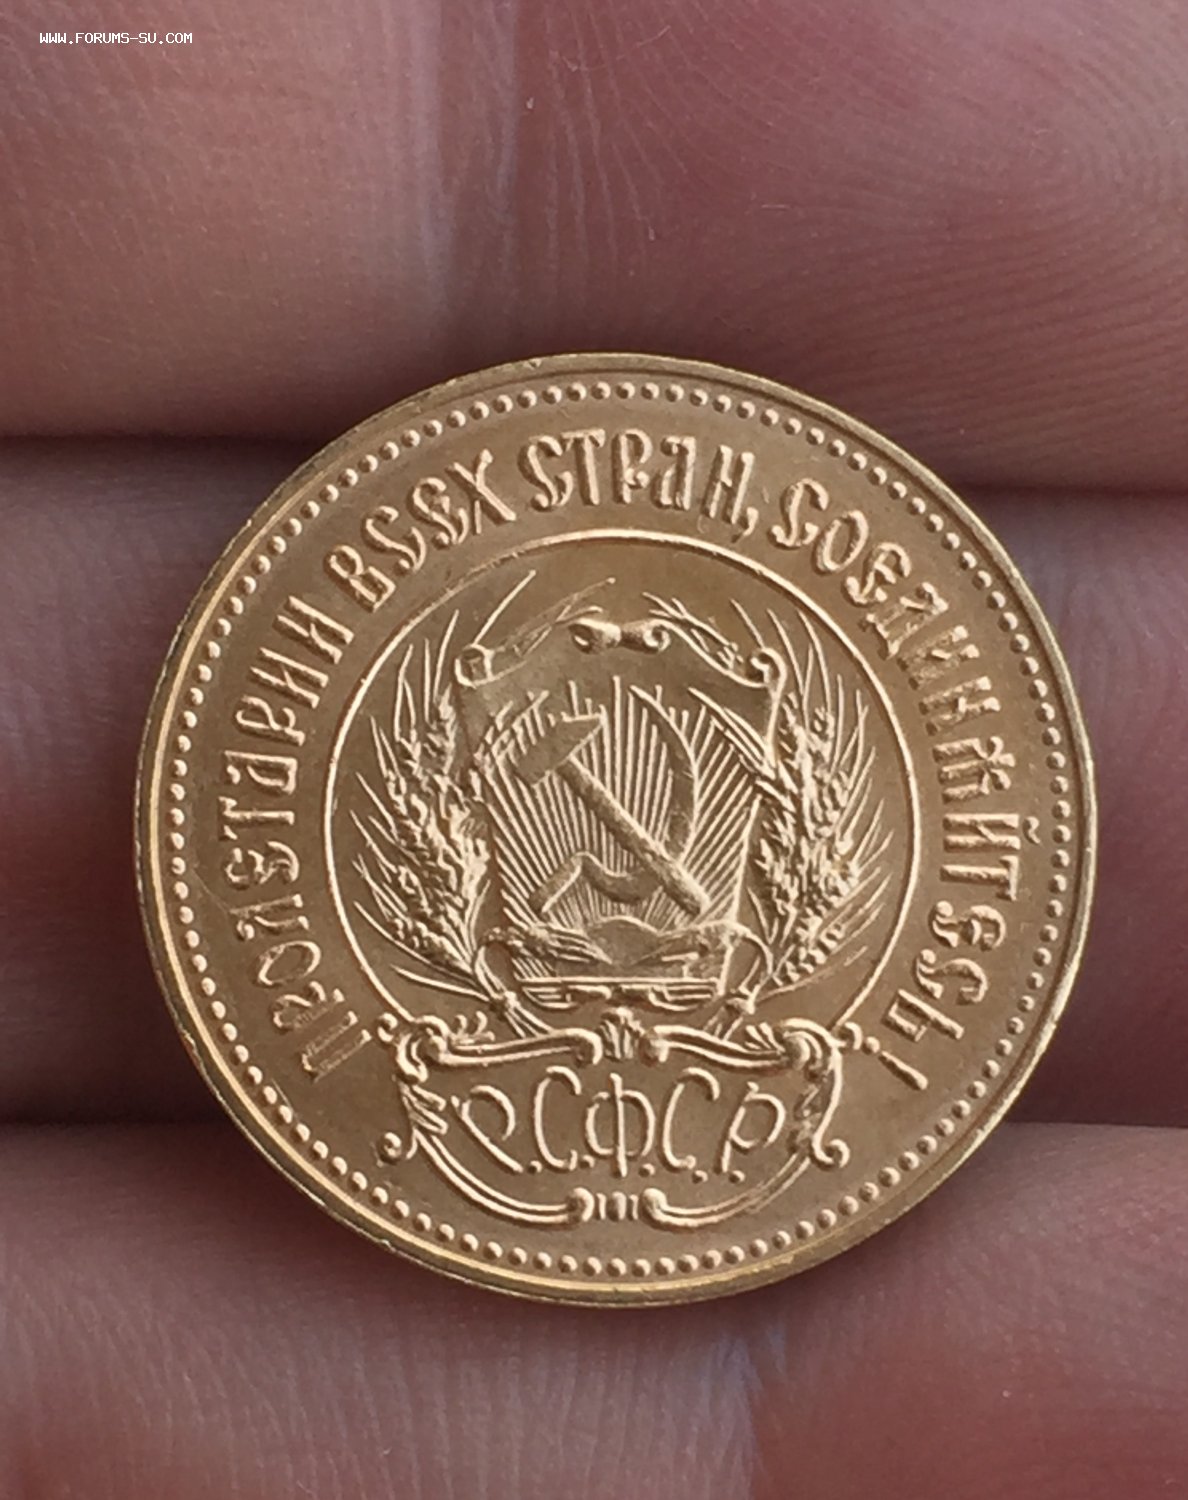 WWW.FORUMS-SU.COM
ПРОЛЕТАРИИ ВСЕХ СТРАН, СОЕДИНЯЙТЕСЬ!
Р.С.Ф.С.Р.